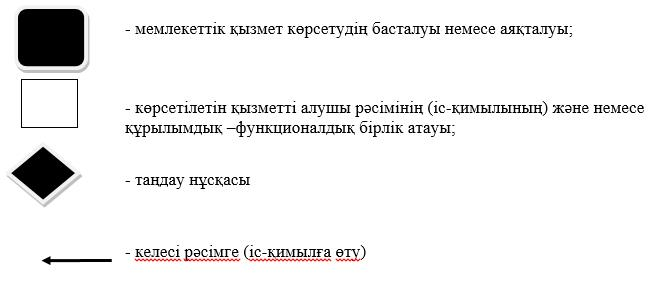 - мемлекеттік қызмет көрсетудің басталуы немесе аяқталуы;
- көрсетілетін қызметті алушы рәсімінің (іс-қимылының) және немесе
құрылымдық –функционалдық бірлік атауы;
- таңдау нұсқасы
- келесі рәсімге (іс-қимылға өту)